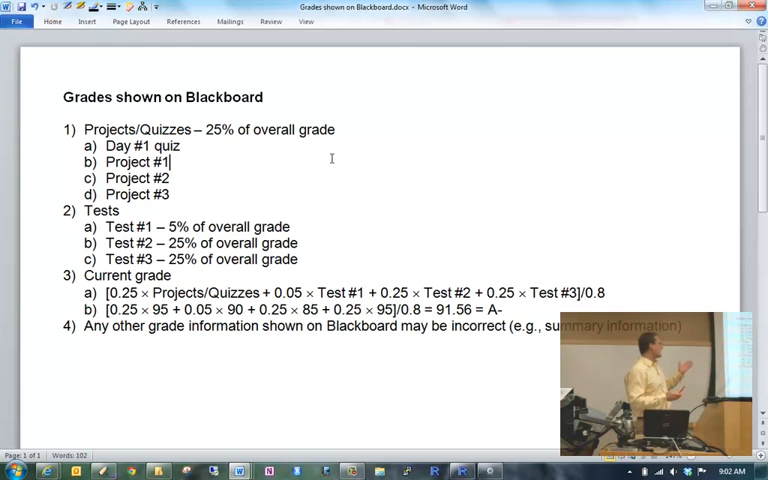 Grades shown on Blackboard.docx - Microsoft Word
File Home Insert Page Layout References Mailings Review View
Grades shown on Blackboard
1) Projects/Quizzes – 25% of overall grade
a) Day #1 quiz
b) Project #1
c) Project #2
d) Project #3
2) Tests
a) Test #1 – 5% of overall grade
b) Test #2 – 25% of overall grade
c) Test #3 – 25% of overall grade
3) Current grade
a) [0.25 × Projects/Quizzes + 0.05 × Test #1 + 0.25 × Test #2 + 0.25 × Test #3]/0.8
b) [0.25 × 95 + 0.05 × 90 + 0.25 × 85 + 0.25 × 95]/0.8 = 91.56 = A-
4) Any other grade information shown on Blackboard may be incorrect (e.g., summary information)
Page: 1 of 1 Words: 102
9:02 AM